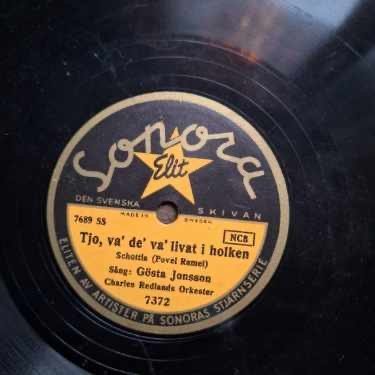 Sonora
Elit
DEN SVENSKA SKIVAN
MADE IN SWEDEN
7689 SS
NCB
Tjo, va' de' va' livat i holken
Schottis (Povel Ramel)
Sång: Gösta Jonsson
Charles Redlands Orkester
7372
ELITEN AV ARTISTER PÅ SONORAS STJÄRNSERIE